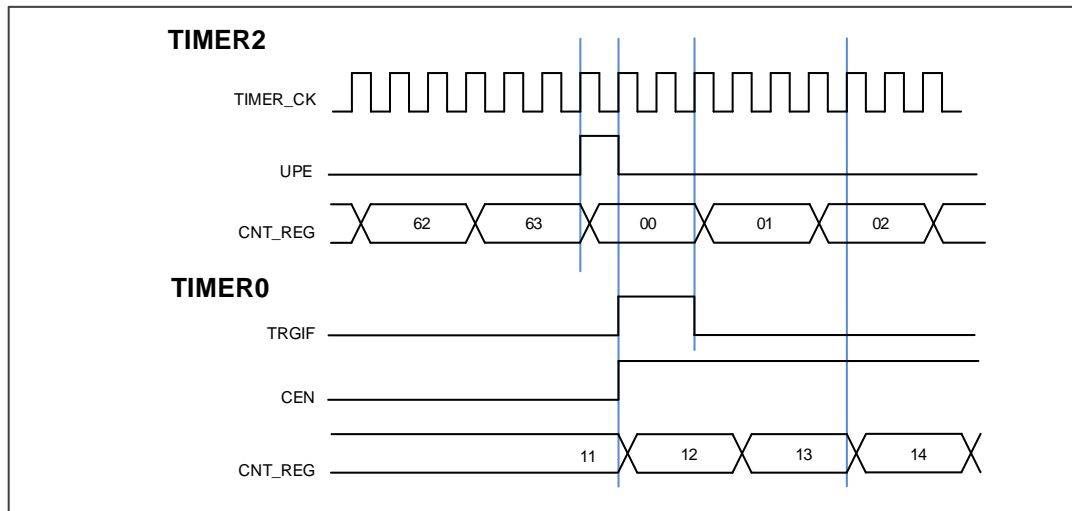 TIMER2
TIMER_CK
UPE
CNT_REG 62 63 00 01 02
TIMER0
TRGIF
CEN
CNT_REG 11 12 13 14